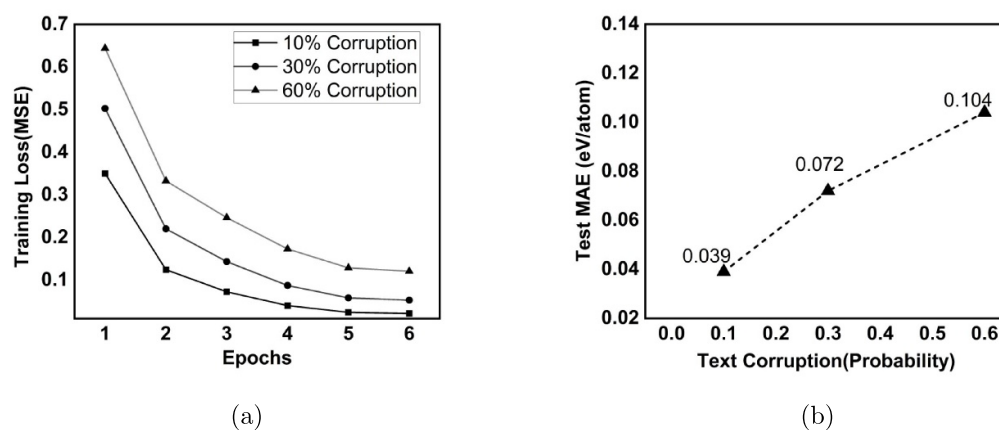 0.7
0.6
0.5
0.4
0.3
0.2
0.1
Training Loss(MSE)
10% Corruption
30% Corruption
60% Corruption
1 2 3 4 5 6
Epochs
(a)
0.14
0.12
0.10
0.08
0.06
0.04
0.02
Test MAE (eV/atom)
0.104
0.072
0.039
0.0 0.1 0.2 0.3 0.4 0.5 0.6
Text Corruption(Probability)
(b)